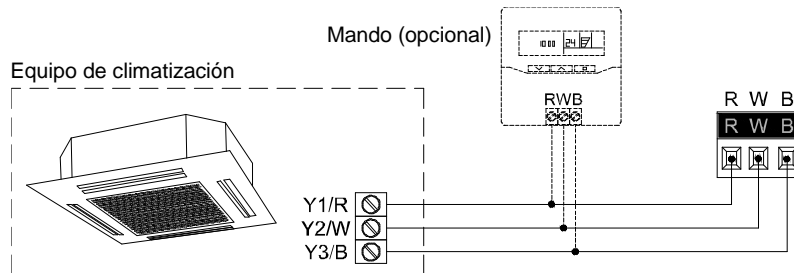 Mando (opcional)
Equipo de climatización
RWB
R W B
R W B
Y1/R
Y2/W
Y3/B